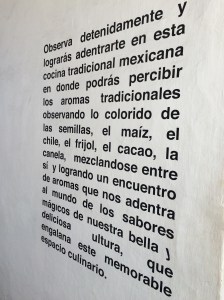 Observa detenidamente y
lograrás adentrarte en esta
cocina tradicional mexicana
en donde podrás percibir
los aromas tradicionales
observando lo colorido de
las semillas, el maíz, el
chile, el frijol, el cacao, la
canela, mezclandose entre
sí y logrando un encuentro
de aromas que nos adentra
al mundo de los sabores
mágicos de nuestra bella y
deliciosa ultura, que
engalana este memorable
espacio culinario.